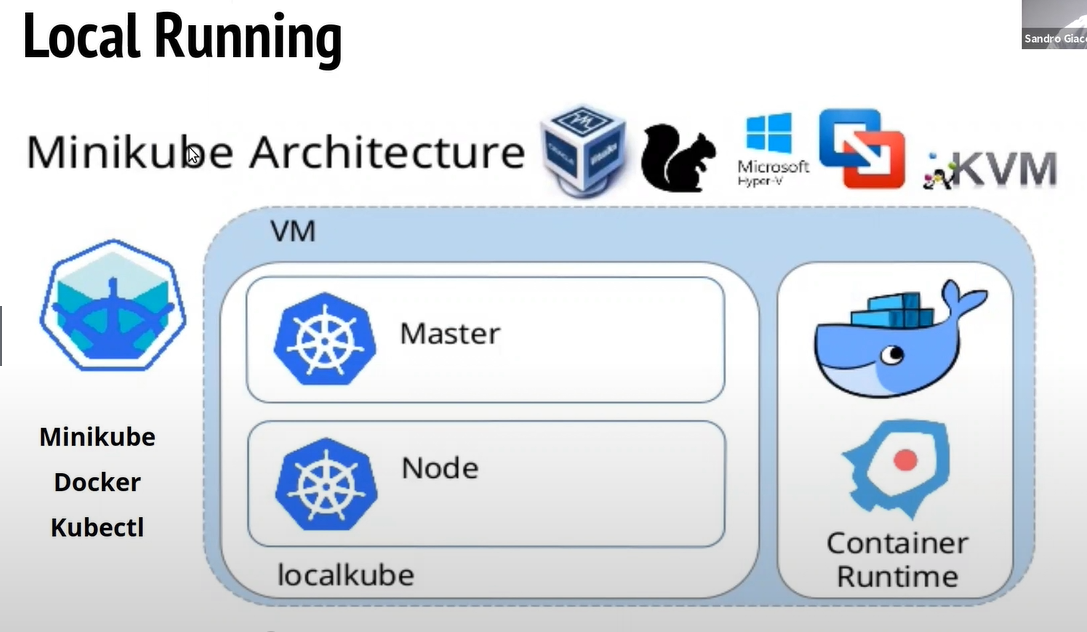 Local Running
Sandro Giac
Minikube Architecture
Microsoft
Hyper-V
KVM
VM
Master
Minikube
Docker
Kubectl
Node
localkube
Container
Runtime